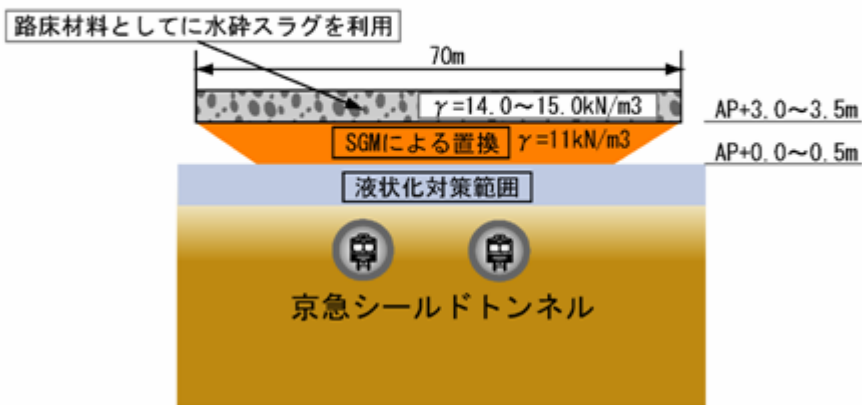 路床材料としてに水砕スラグを利用
70m
γ=14.0～15.0kN/m3
AP+3.0～3.5m
SGMによる置換 γ=11kN/m3
AP+0.0～0.5m
液状化対策範囲
京急シールドトンネル